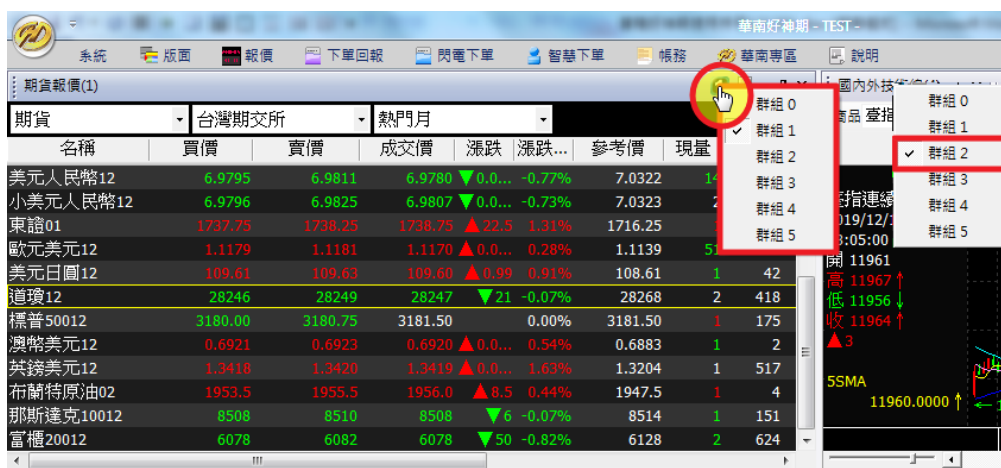 華南好神期 - TEST -
系統 版面 報價 下單回報 閃電下單 智慧下單 帳務 華南專區 說明
期貨報價(1)
期貨 台灣期交所 熱門月
名稱 買價 賣價 成交價 漲跌 漲跌... 參考價 現量
美元人民幣12 6.9795 6.9811 6.9780 ▼0.0... -0.77% 7.0322
小美元人民幣12 6.9796 6.9825 6.9807 ▼0.0... -0.73% 7.0323
東證01 1737.75 1738.25 1738.75 ▲22.5 1.31% 1716.25
歐元美元12 1.1179 1.1181 1.1170 ▲0.0... 0.28% 1.1139
美元日圓12 109.61 109.63 109.60 ▲0.99 0.91% 108.61 1 42
道瓊12 28246 28249 28247 ▼21 -0.07% 28268 2 418
標普50012 3180.00 3180.75 3181.50 0.00% 3181.50 1 175
澳幣美元12 0.6921 0.6923 0.6920 ▲0.0... 0.54% 0.6883 1 2
英鎊美元12 1.3418 1.3420 1.3419 ▲0.0... 1.63% 1.3204 1 517
布蘭特原油02 1953.5 1955.5 1956.0 ▲8.5 0.44% 1947.5 1 4
那斯達克10012 8508 8510 8508 ▼6 -0.07% 8514 1 151
富櫃20012 6078 6082 6078 ▼50 -0.82% 6128 2 624
群組 0
✓ 群組 1
群組 2
群組 3
群組 4
群組 5
國內外技
商品 臺指
群組 0
群組 1
✓ 群組 2
群組 3
群組 4
群組 5
臺指連續
:05:00
開 11961
高 11967↑
低 11956↓
收 11964↑
▲3
5SMA
11960.0000↑